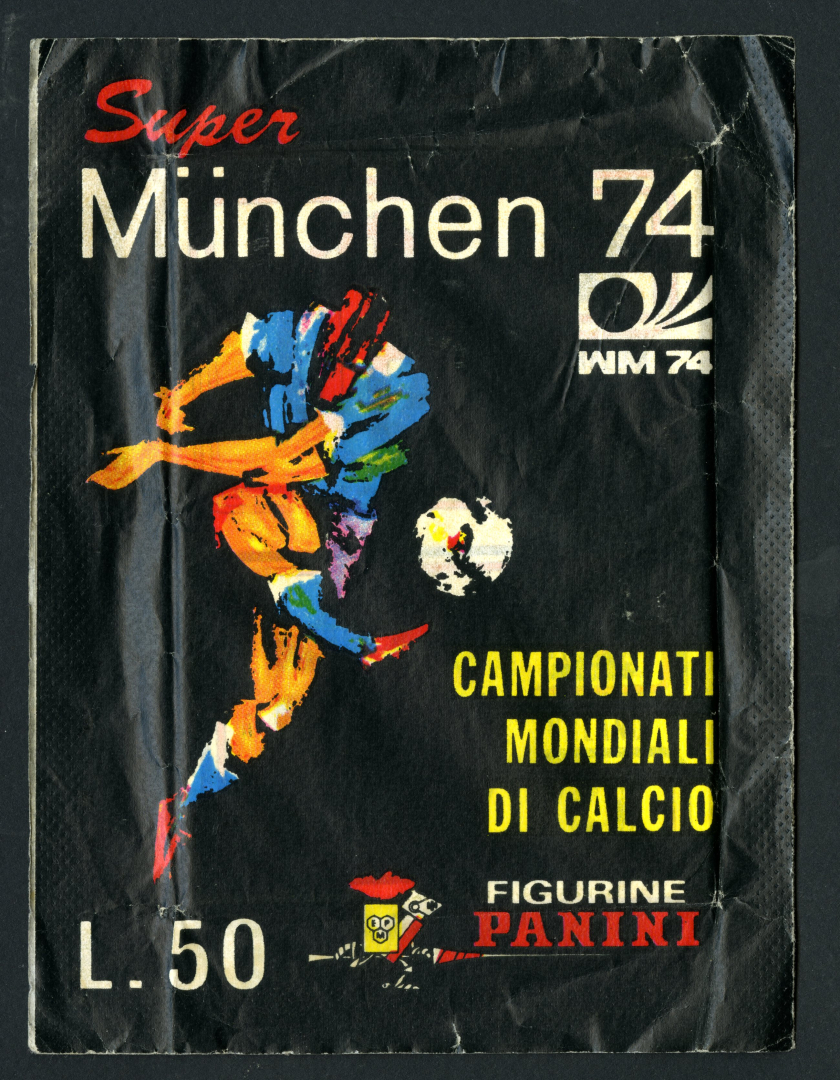 Super
München 74
WM 74
CAMPIONATI
MONDIALI
DI CALCIO
FIGURINE
PANINI
L. 50
E P
M